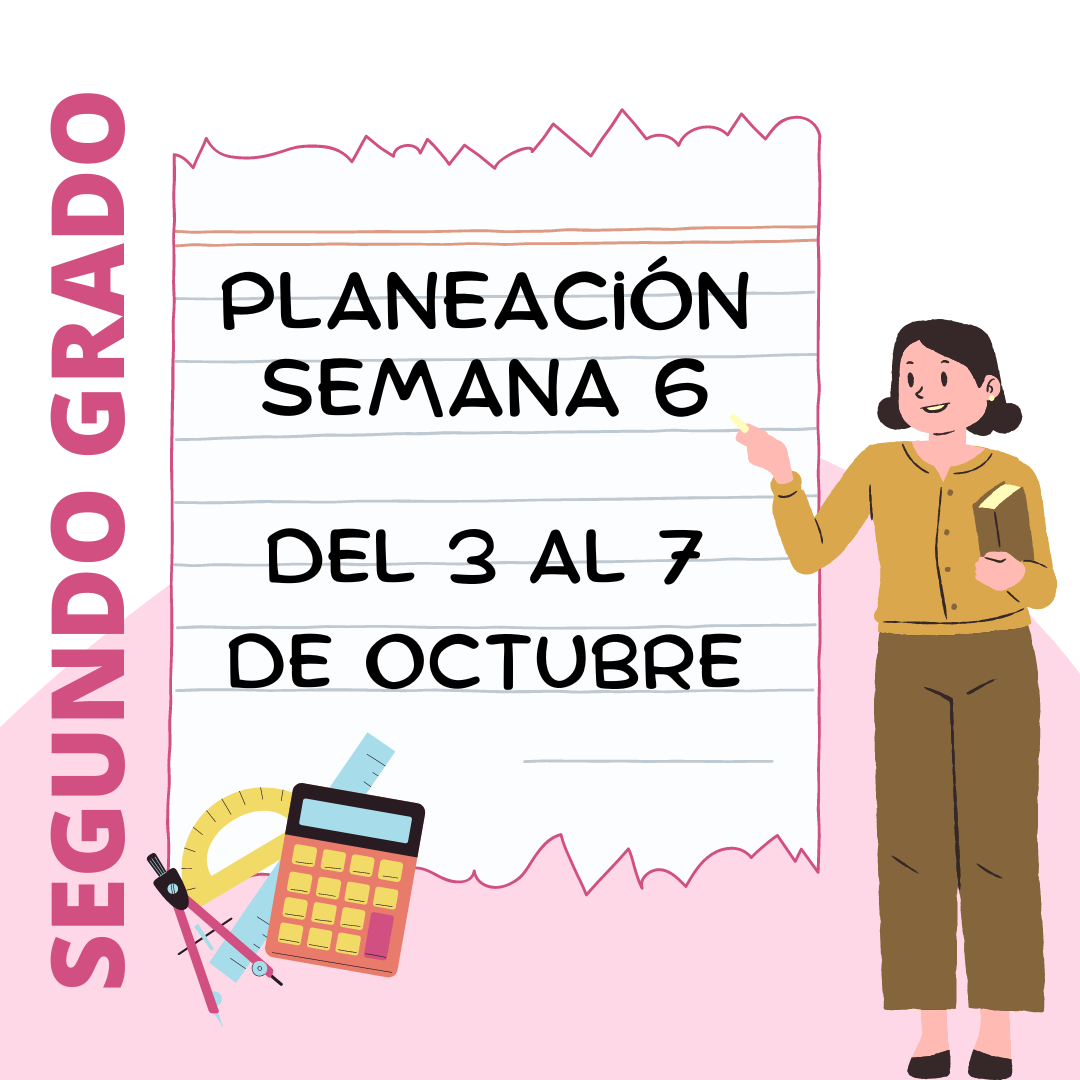 SEGUNDO GRADO
PLANEACIÓN
SEMANA 6
DEL 3 AL 7
DE OCTUBRE